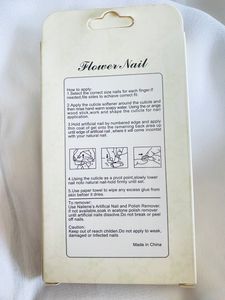 Flower Nail
How to apply:
1.Select the correct size nails for each finger.if
needed,file sides to achieve correct fit.
2.Apply the cuticle softener around the cuticle and
then rinse hand warm soapy water. Using the or ange
wood stick,work and shape the cuticle for nail
application.
3.Hold artificial nail by numbered edge and apply
thin coat of gel onto the remaining back area up
until edge of artificial nail ,where it will come incontat
with your natural nail.
4.Using the cuticle as a pivot point,slowly lower
nail noto natural nail-hold firmly until set.
5.Use paper towel to wipe any excess glue from
skin before it dries.
To remover:
Use Nailene's Artifical Nail and Polish Remover.
If not available,soak in acetone polish remover
until artificial nails dissolve.Do not break or peel
off nails.
Caution:
Keep out of reach childen.Do not apply to weak,
damaged or infected nails
Made in China